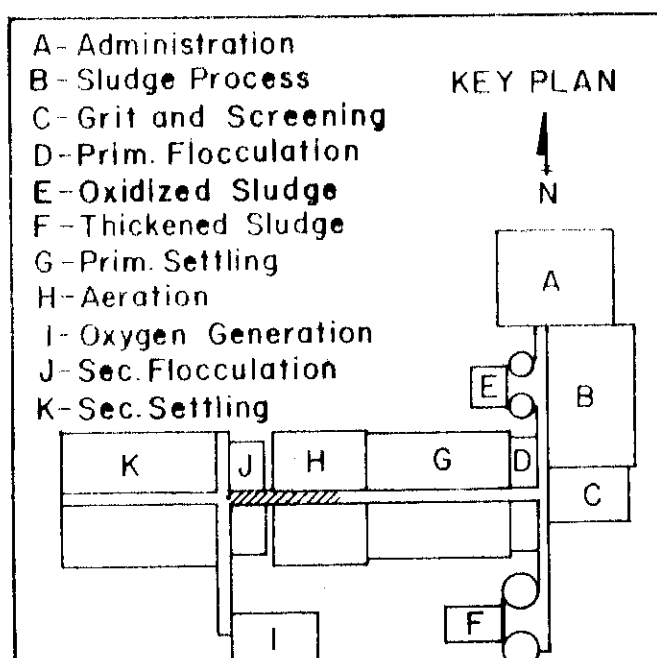 A-Administration
B-Sludge Process
KEY PLAN
C-Grit and Screening
D-Prim. Flocculation
E-Oxidized Sludge
N
F-Thickened Sludge
G-Prim. Settling
A
H-Aeration
I-Oxygen Generation
J-Sec. Flocculation
E
B
K-Sec. Settling
K
J
H
G
D
C
F
I